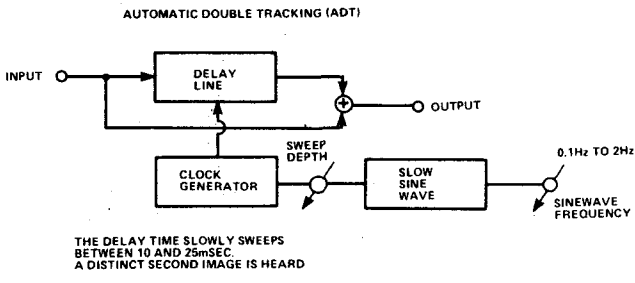 AUTOMATIC DOUBLE TRACKING (ADT)
INPUT
DELAY
LINE
OUTPUT
SWEEP
DEPTH
CLOCK
GENERATOR
SLOW
SINE
WAVE
0.1Hz TO 2Hz
SINEWAVE
FREQUENCY
THE DELAY TIME SLOWLY SWEEPS
BETWEEN 10 AND 25mSEC.
A DISTINCT SECOND IMAGE IS HEARD